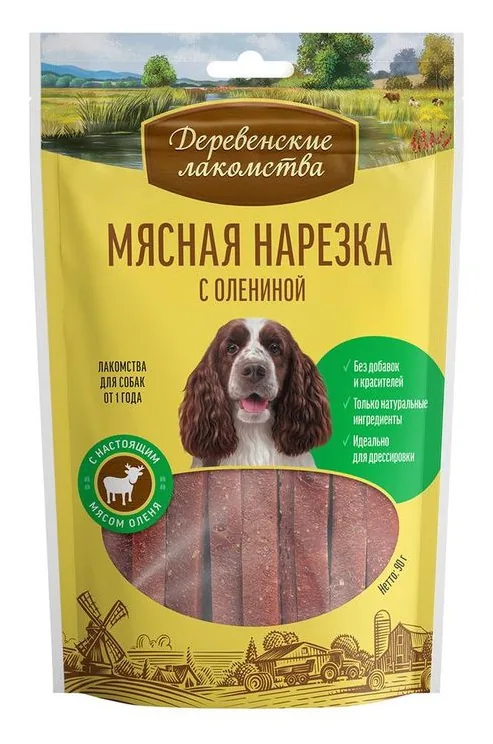 Деревенские
лакомства
МЯСНАЯ НАРЕЗКА
С ОЛЕНИНОЙ
ЛАКОМСТВА
ДЛЯ СОБАК
ОТ 1 ГОДА
Без добавок
и красителей
Только натуральные
ингредиенты
Идеально
для дрессировки
С НАСТОЯЩИМ
МЯСОМ ОЛЕНЯ
Нетто: 90 г